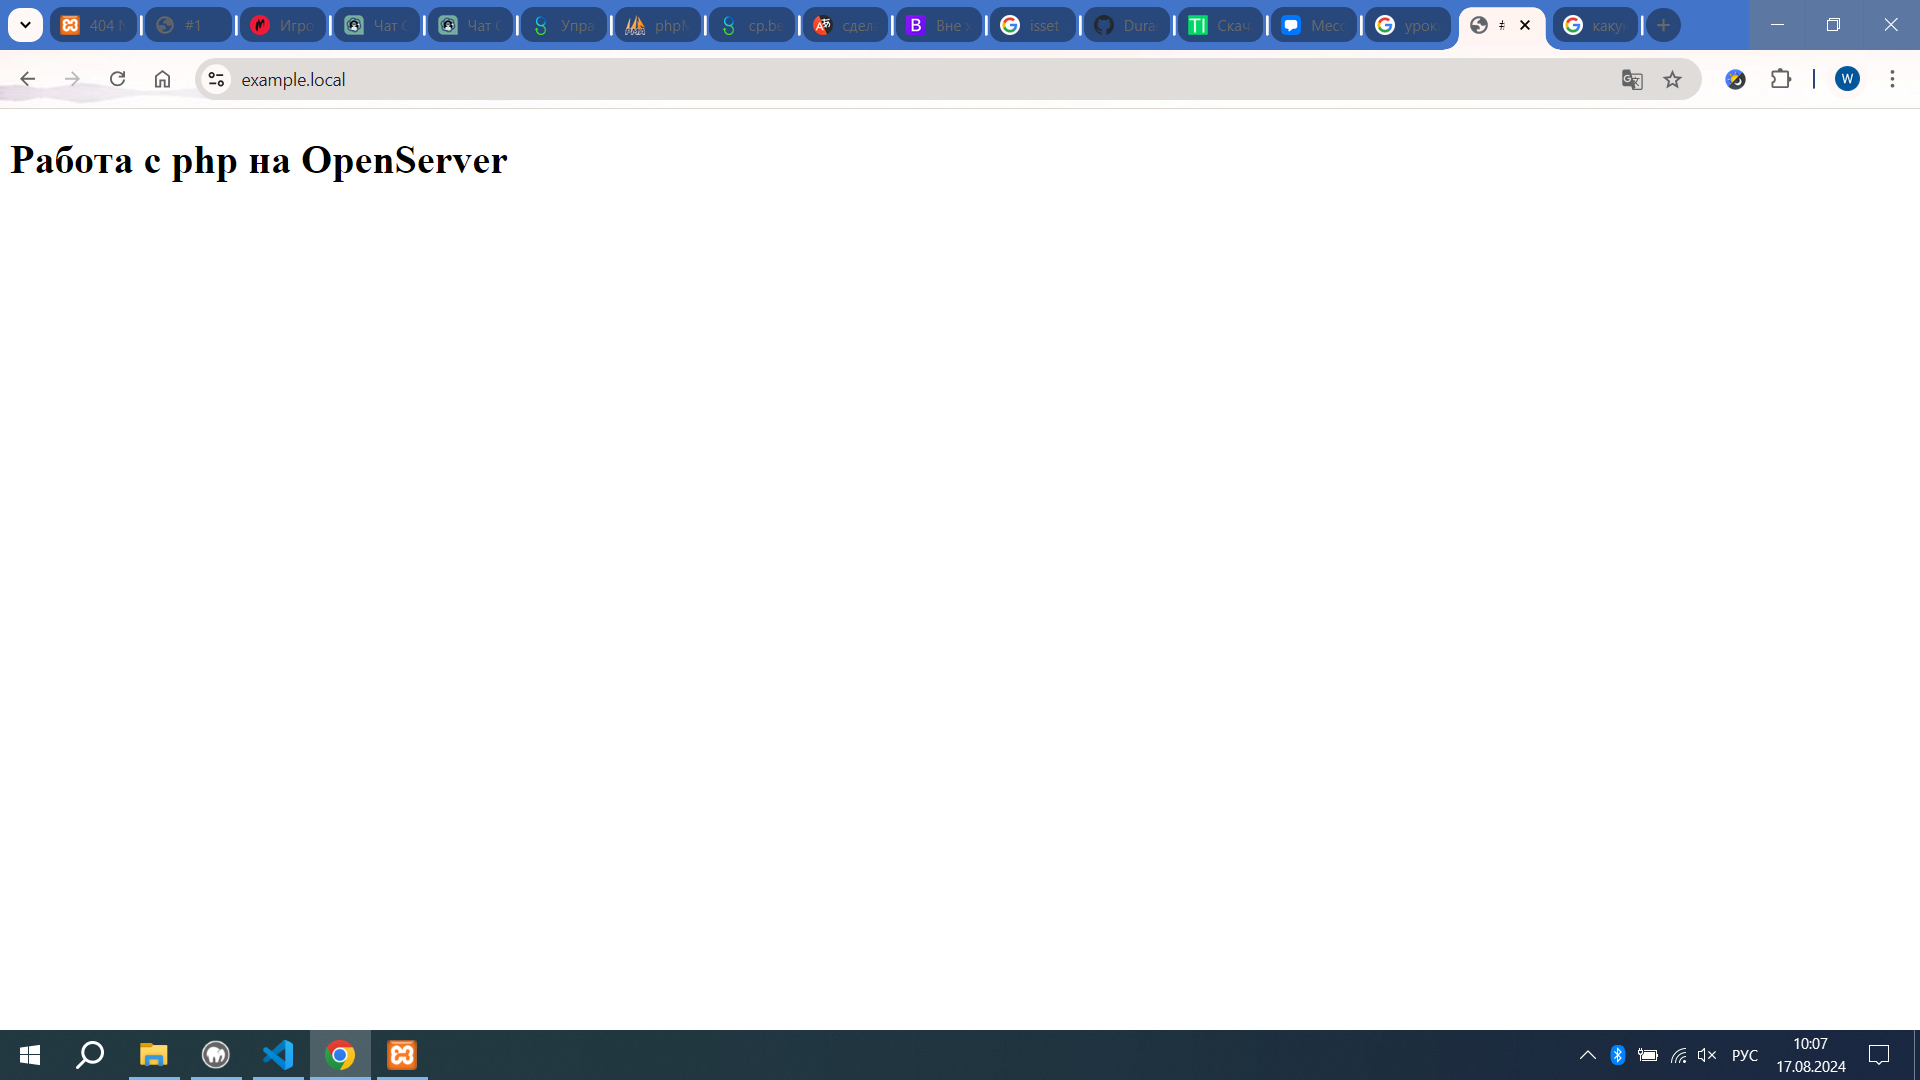 404 N
#1
Игро
Чат С
Чат С
Упра
phpM
cp.be
сдел
Вне х
isset
Dura
Скач
Месс
урок
#
каку
example.local
W
Работа с php на OpenServer
РУС
10:07
17.08.2024